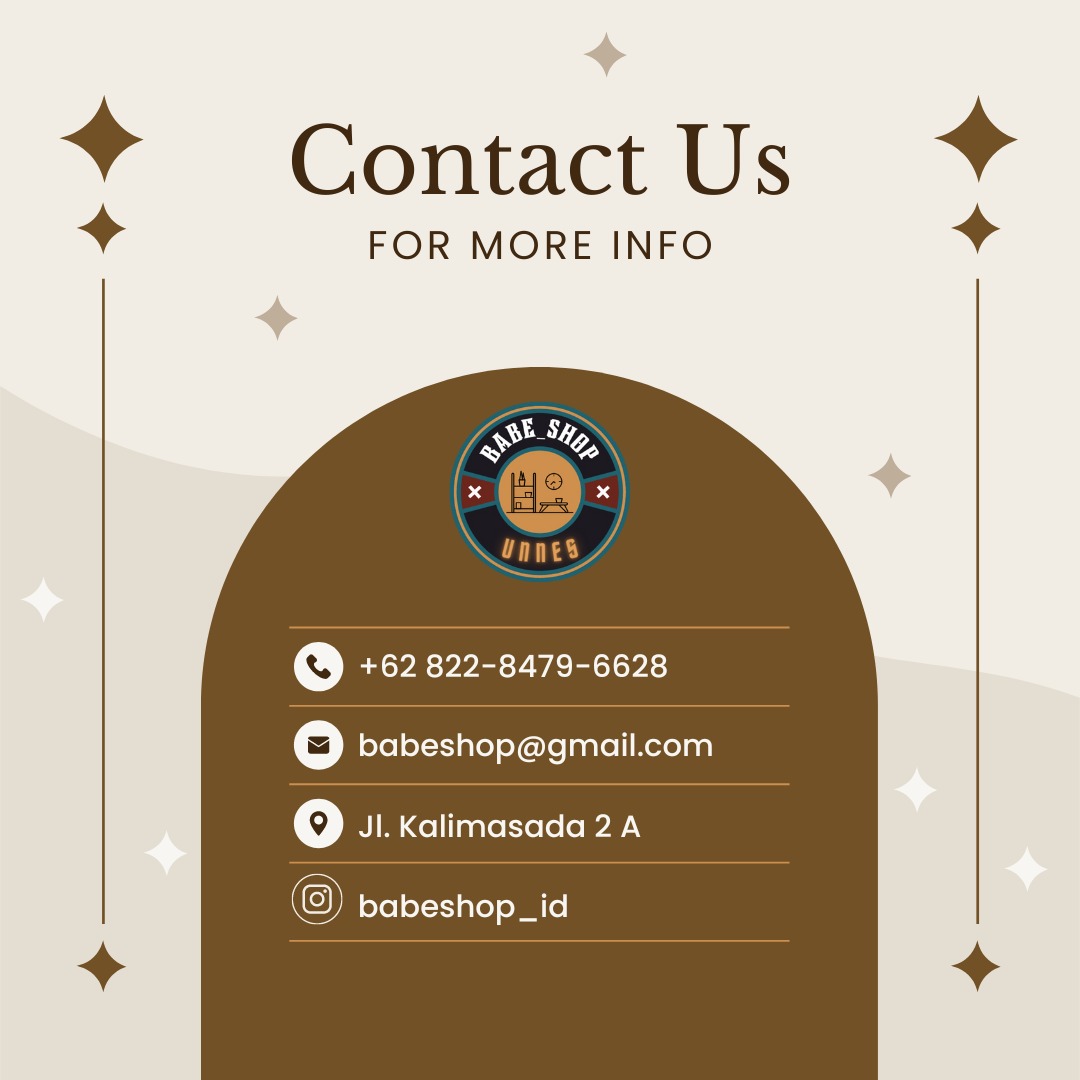 Contact Us
FOR MORE INFO
BABE_SHOP
UNNES
+62 822-8479-6628
babeshop@gmail.com
Jl. Kalimasada 2 A
babeshop_id